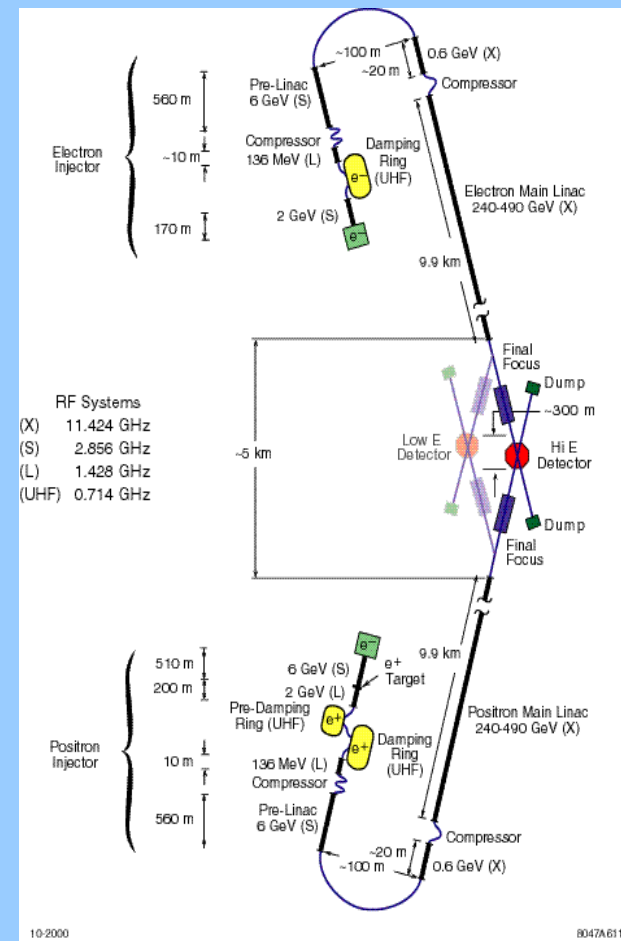 ~100 m
0.6 GeV (X)
~20 m
Compressor
Pre-Linac
6 GeV (S)
560 m
Compressor
136 MeV (L)
Damping
Ring
(UHF)
Electron
Injector
~10 m
e-
Electron Main Linac
240-490 GeV (X)
2 GeV (S)
170 m
e-
9.9 km
Final
Focus
Dump
~300 m
RF Systems
(X) 11.424 GHz
(S) 2.856 GHz
(L) 1.428 GHz
(UHF) 0.714 GHz
~5 km
Low E
Detector
Hi E
Detector
Dump
Final
Focus
e-
510 m
200 m
6 GeV (S)
e+
Target
9.9 km
2 GeV (L)
Pre-Damping
Ring (UHF)
e+
Positron Main Linac
240-490 GeV (X)
Positron
Injector
10 m
e+
Damping
Ring
(UHF)
136 MeV (L)
Compressor
560 m
Pre-Linac
6 GeV (S)
Compressor
~20 m
~100 m
0.6 GeV (X)
10-2000
8047A611